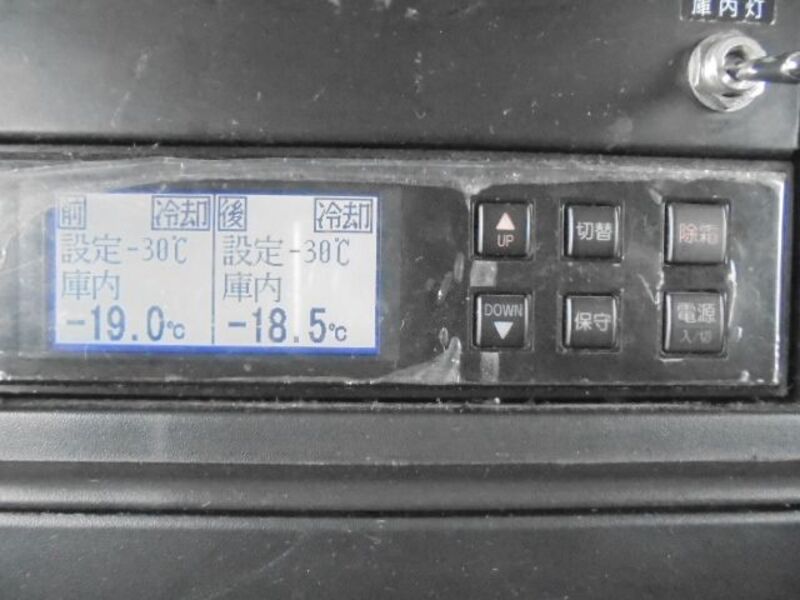 庫内灯
前 冷却
設定 -30℃
庫内
-19.0℃
後 冷却
設定 -30℃
庫内
-18.5℃
▲
UP
切替
除霜
DOWN
▼
保守
電源
入/切